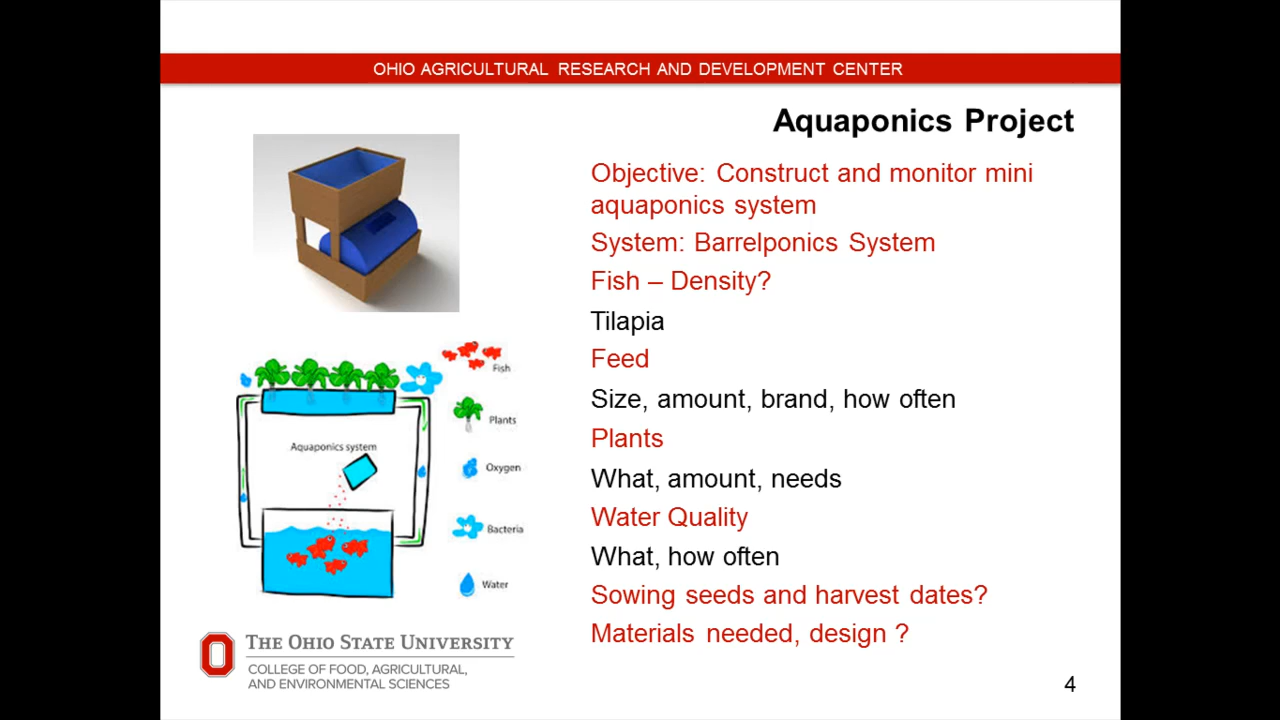 OHIO AGRICULTURAL RESEARCH AND DEVELOPMENT CENTER
Aquaponics Project
Objective: Construct and monitor mini
aquaponics system
System: Barrelponics System
Fish – Density?
Tilapia
Feed
Size, amount, brand, how often
Plants
What, amount, needs
Water Quality
What, how often
Sowing seeds and harvest dates?
Materials needed, design ?
Fish
Plants
Aquaponics system
Oxygen
Bacteria
Water
THE OHIO STATE UNIVERSITY
COLLEGE OF FOOD, AGRICULTURAL,
AND ENVIRONMENTAL SCIENCES
4